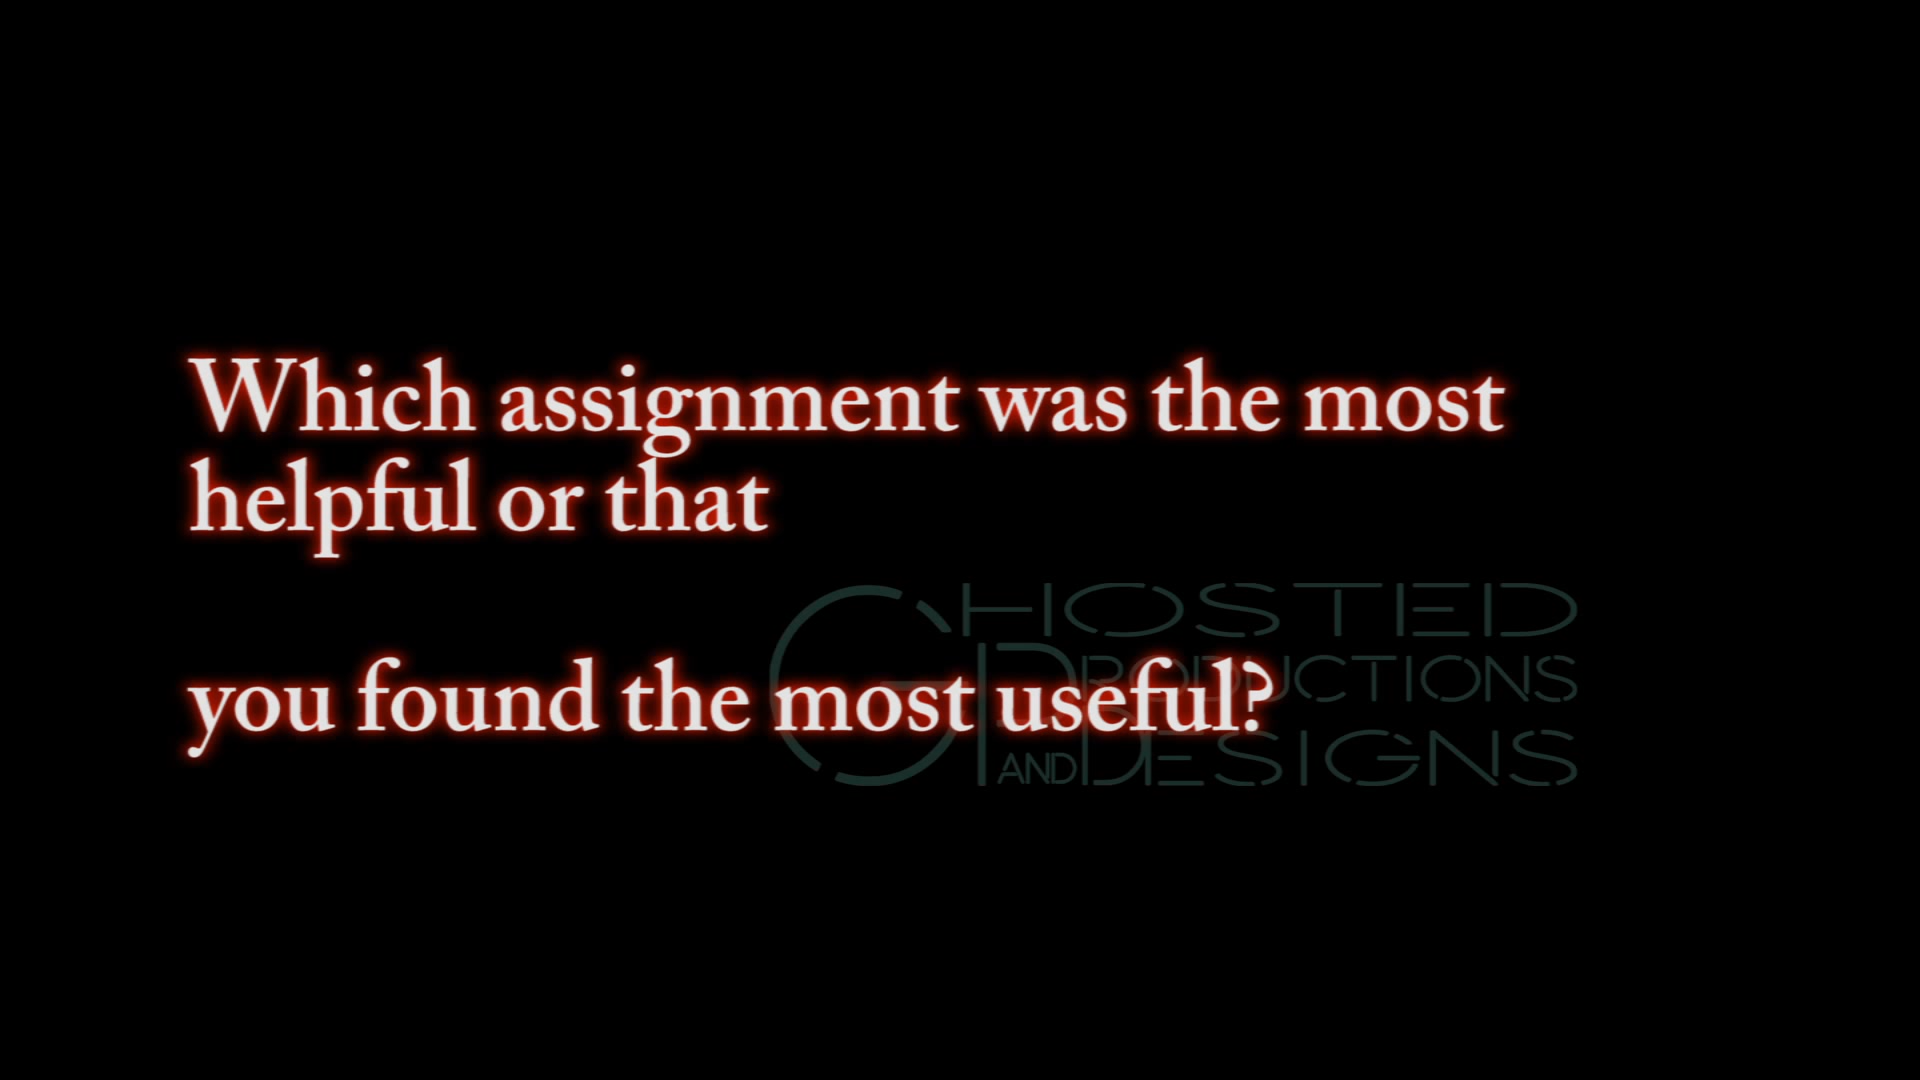 Which assignment was the most
helpful or that
you found the most useful?
GHOSTED
PRODUCTIONS
AND DESIGNS